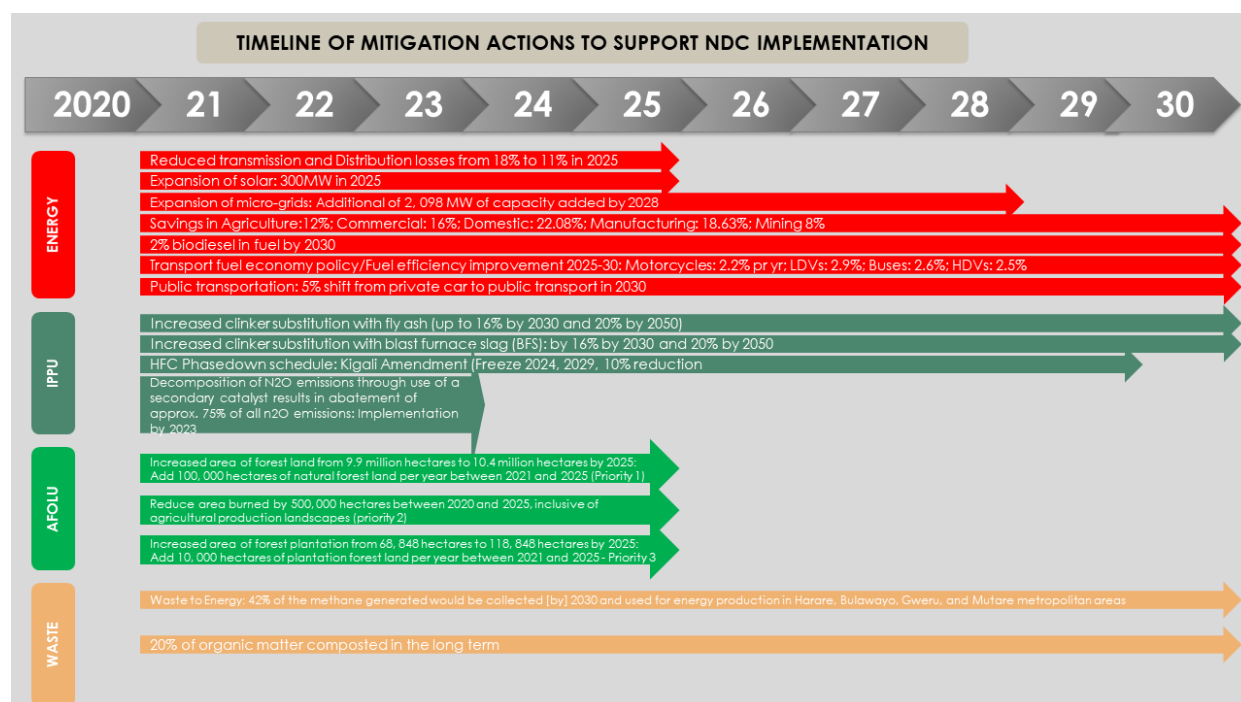 TIMELINE OF MITIGATION ACTIONS TO SUPPORT NDC IMPLEMENTATION
2020 21 22 23 24 25 26 27 28 29 30
ENERGY
Reduced transmission and Distribution losses from 18% to 11% in 2025
Expansion of solar: 300MW in 2025
Expansion of micro-grids: Additional of 2, 098 MW of capacity added by 2028
Savings in Agriculture:12%; Commercial: 16%; Domestic: 22.08%; Manufacturing: 18.63%; Mining 8%
2% biodiesel in fuel by 2030
Transport fuel economy policy/Fuel efficiency improvement 2025-30: Motorcycles: 2.2% pr yr; LDVs: 2.9%; Buses: 2.6%; HDVs: 2.5%
Public transportation: 5% shift from private car to public transport in 2030
IPPU
Increased clinker substitution with fly ash (up to 16% by 2030 and 20% by 2050)
Increased clinker substitution with blast furnace slag (BFS): by 16% by 2030 and 20% by 2050
HFC Phasedown schedule: Kigali Amendment (Freeze 2024, 2029, 10% reduction
Decomposition of N2O emissions through use of a
secondary catalyst results in abatement of
approx. 75% of all n2O emissions: Implementation
by 2023
AFOLU
Increased area of forest land from 9.9 million hectares to 10.4 million hectares by 2025:
Add 100, 000 hectares of natural forest land per year between 2021 and 2025 (Priority 1)
Reduce area burned by 500, 000 hectares between 2020 and 2025, inclusive of
agricultural production landscapes (priority 2)
Increased area of forest plantation from 68, 848 hectares to 118, 848 hectares by 2025:
Add 10, 000 hectares of plantation forest land per year between 2021 and 2025 - Priority 3
WASTE
Waste to Energy: 42% of the methane generated would be collected [by] 2030 and used for energy production in Harare, Bulawayo, Gweru, and Mutare metropolitan areas
20% of organic matter composted in the long term